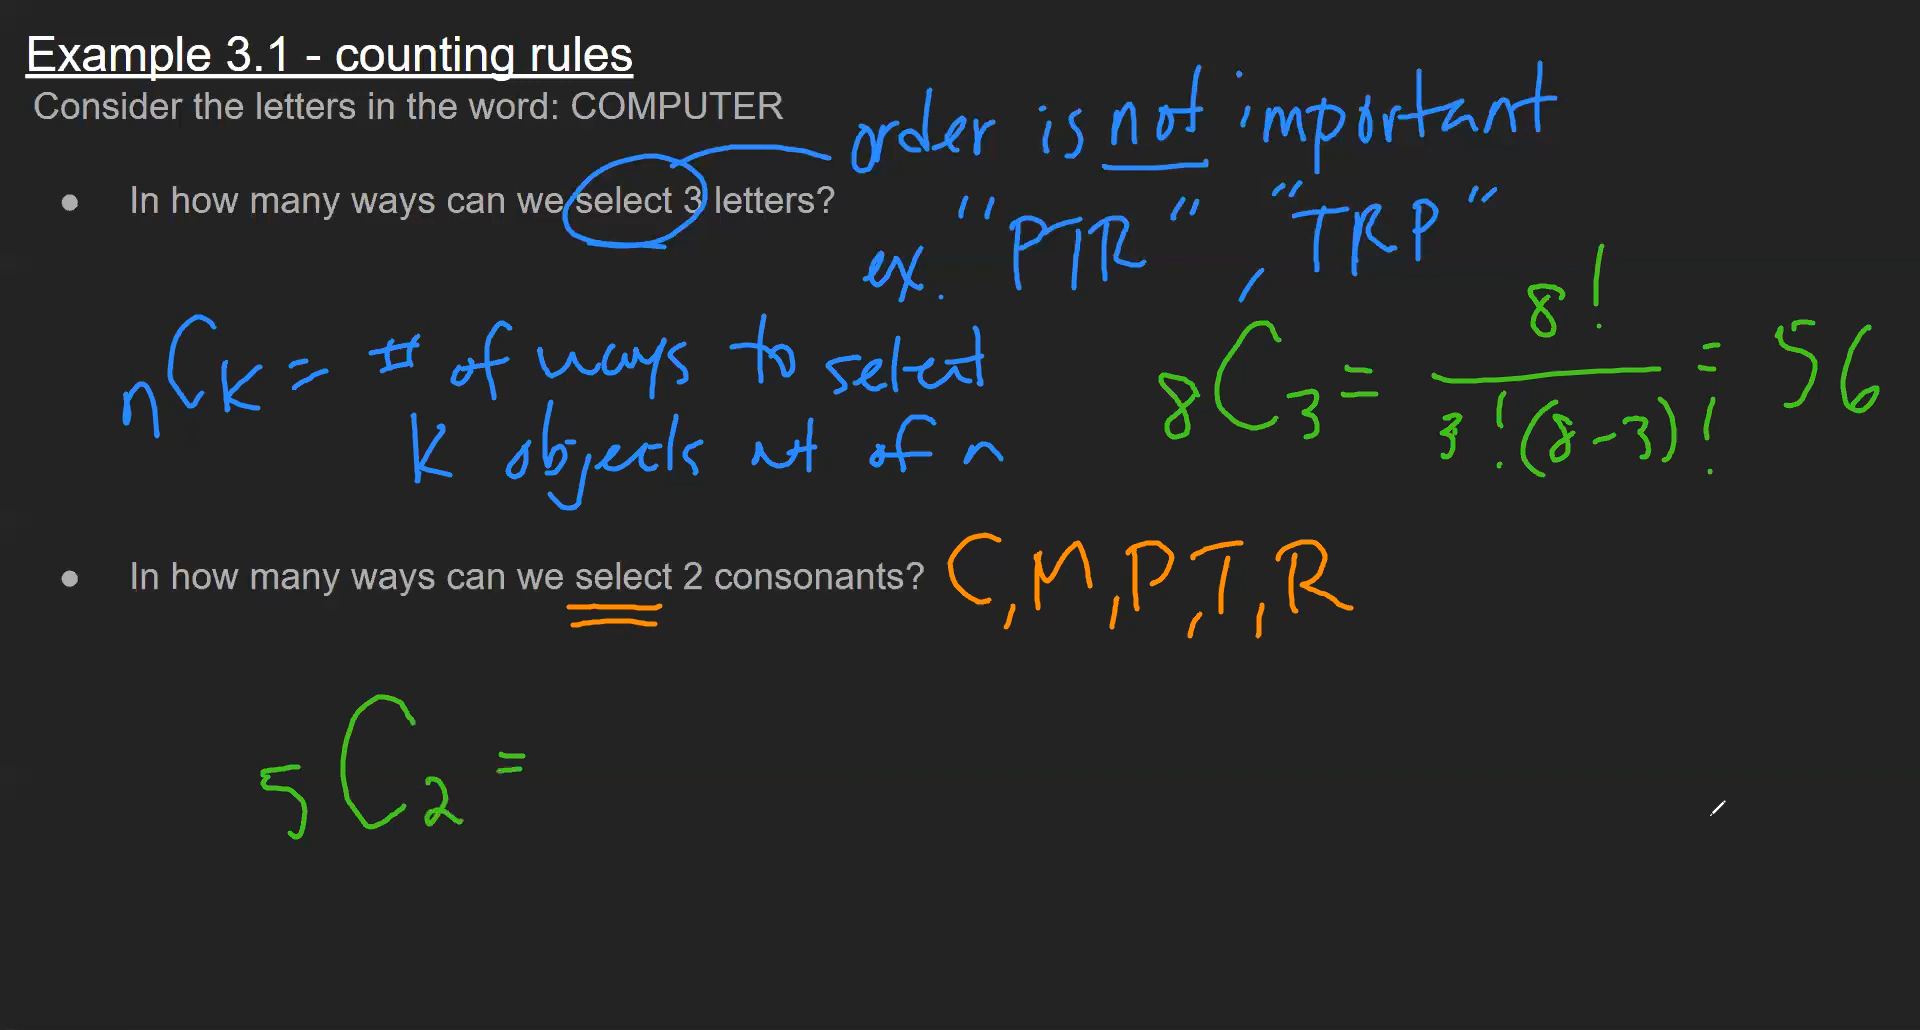 Example 3.1 - counting rules
Consider the letters in the word: COMPUTER
order is not important
● In how many ways can we select 3 letters?
ex. "PTR", "TRP"
nCk = # of ways to select
k objects out of n
8C3 = 8! / 3!(8-3)! = 56
● In how many ways can we select 2 consonants?
C, M, P, T, R
5C2 =